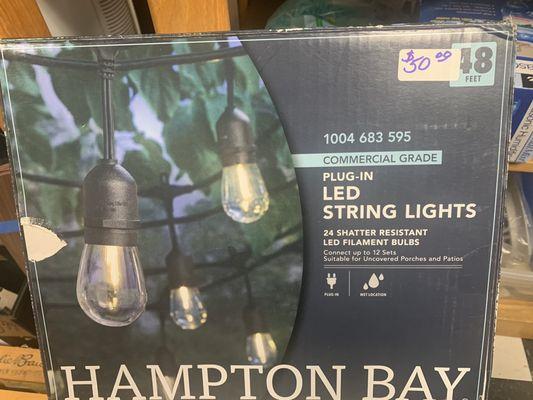 $50.00
48
FEET
1004 683 595
COMMERCIAL GRADE
PLUG-IN
LED
STRING LIGHTS
24 SHATTER RESISTANT
LED FILAMENT BULBS
Connect up to 12 Sets
Suitable for Uncovered Porches and Patios
PLUG-IN
WET LOCATION
HAMPTON BAY